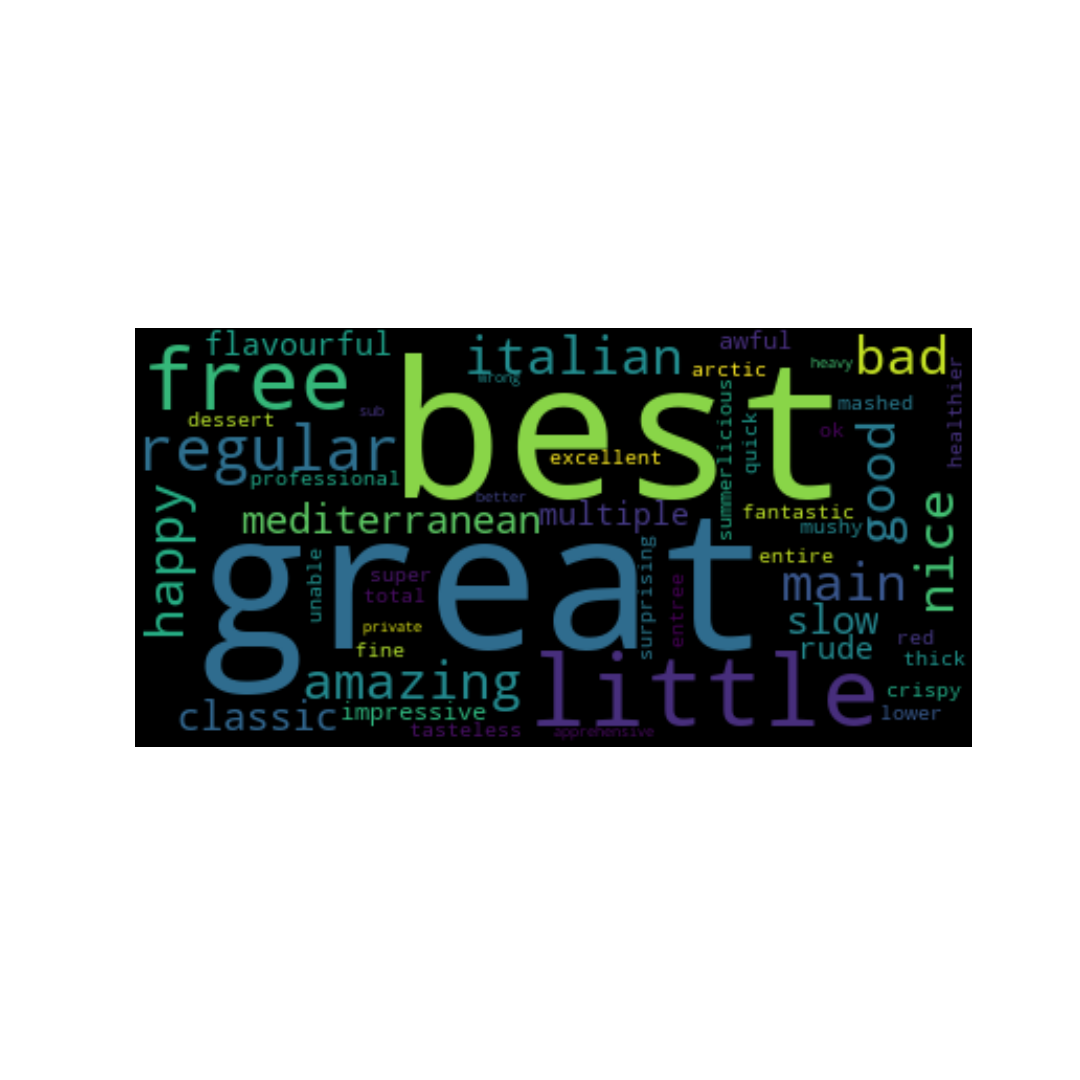 flavourful
italian
awful
bad
free
best
arctic
heavy
wrong
healthier
dessert
sub
mashed
regular
excellent
summerlicious
quick
ok
good
professional
better
happy
mediterranean
multiple
fantastic
mushy
nice
great
unable
super
total
surprising
entree
entire
main
private
fine
slow
rude
red
thick
amazing
little
crispy
classic
impressive
lower
tasteless
apprehensive